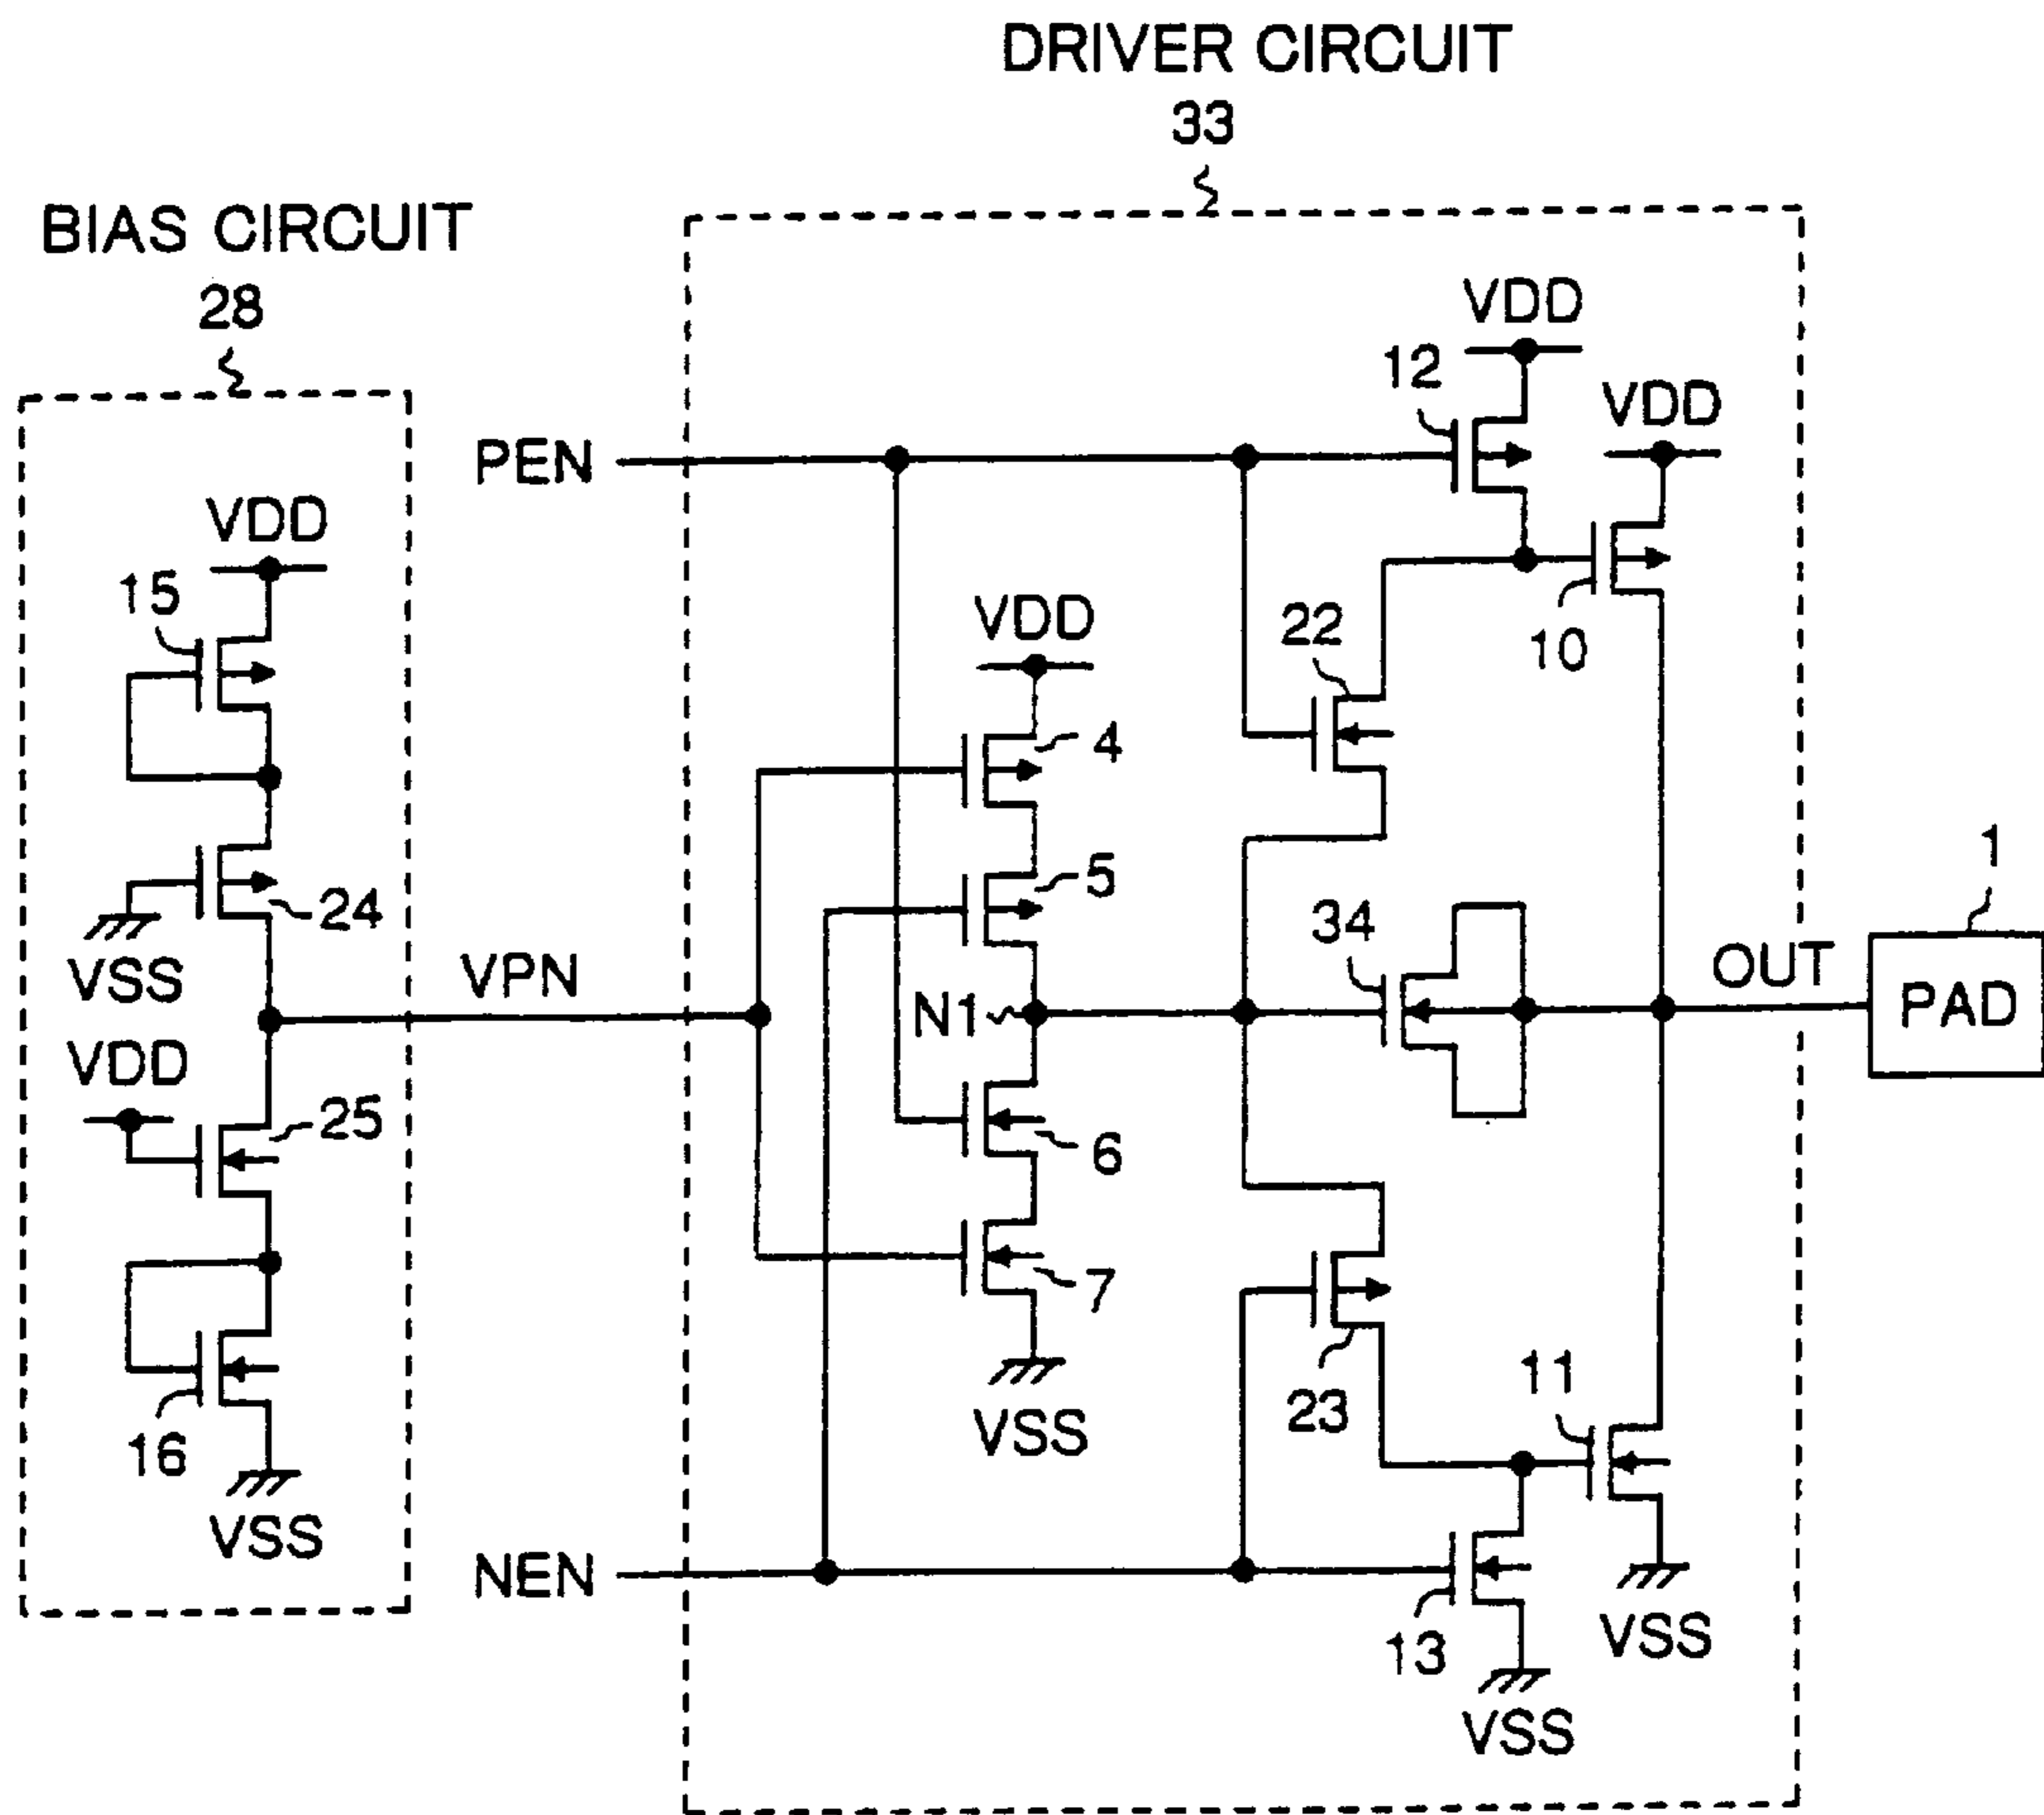 DRIVER CIRCUIT
33
BIAS CIRCUIT
28
VDD
12
VDD
PEN
VDD
15
VDD
22
10
4
1
5
24
34
VSS
VPN
N1
OUT
PAD
VDD
25
6
7
23
11
16
VSS
VSS
NEN
13
VSS
VSS